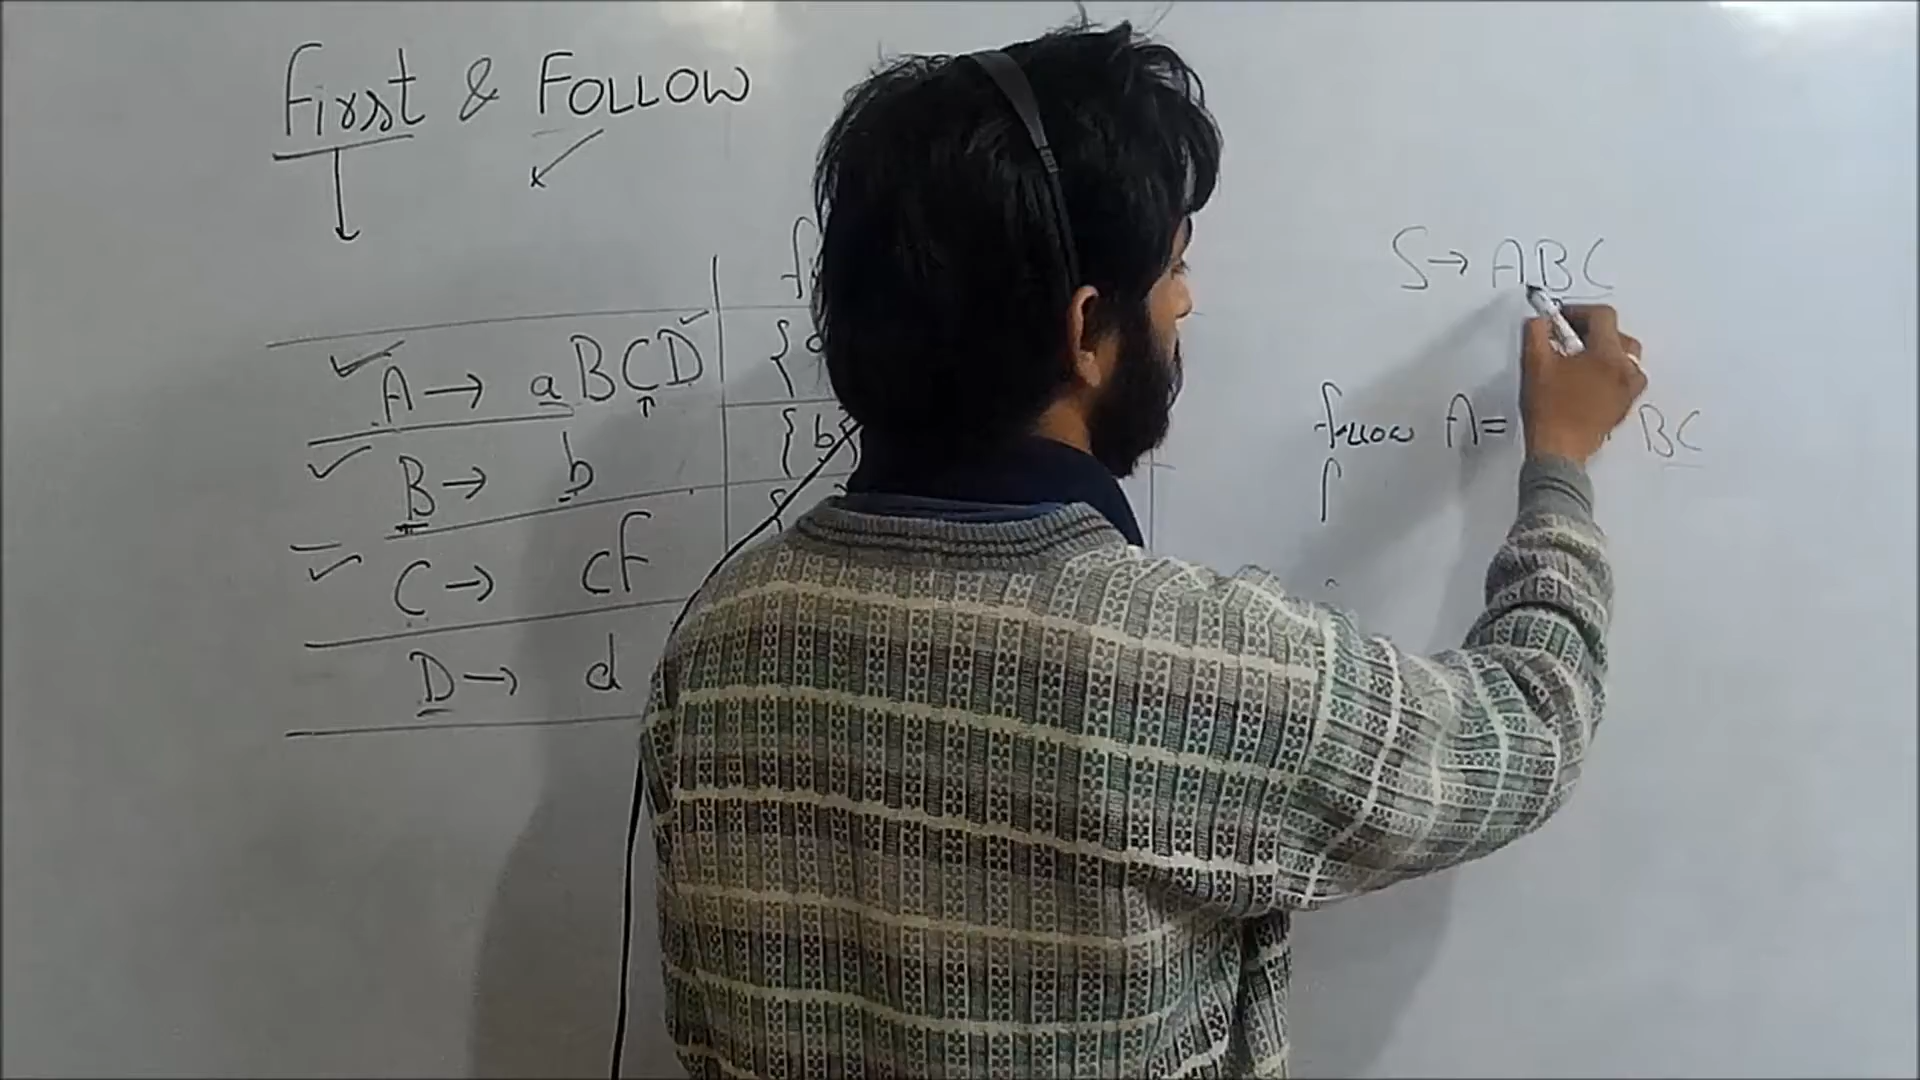 First & FOLLOW
A → aBCD
{b}
B → b
C → cf
D → d
S → ABC
follow A =
BC